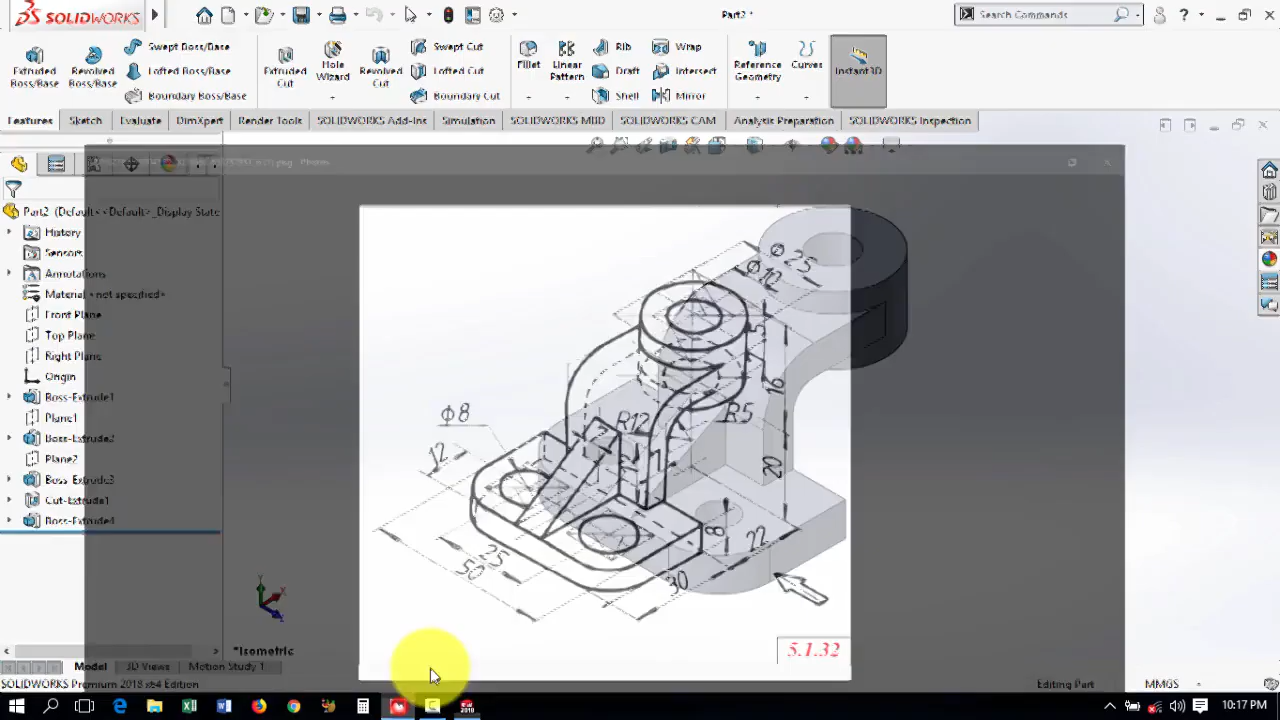 SOLIDWORKS
Part2 *
Search Commands
Extruded Boss/Base
Revolved Boss/Base
Swept Boss/Base
Lofted Boss/Base
Boundary Boss/Base
Extruded Cut
Hole Wizard
Revolved Cut
Swept Cut
Lofted Cut
Boundary Cut
Fillet
Linear Pattern
Rib
Draft
Shell
Wrap
Intersect
Mirror
Reference Geometry
Curves
Instant3D
Features
Sketch
Evaluate
DimXpert
Render Tools
SOLIDWORKS Add-Ins
Simulation
SOLIDWORKS MBD
SOLIDWORKS CAM
Analysis Preparation
SOLIDWORKS Inspection
Part2 (Default<<Default>_Display State
History
Sensors
Annotations
Material <not specified>
Front Plane
Top Plane
Right Plane
Origin
Boss-Extrude1
Plane1
Boss-Extrude2
Plane2
Boss-Extrude3
Cut-Extrude1
Boss-Extrude4
Φ25
Φ12
5
16
R12
R5
Φ8
12
20
8
22
25
50
30
5.1.32
*Isometric
Model
3D Views
Motion Study 1
SOLIDWORKS Premium 2018 x64 Edition
Editing Part
MMGS
10:17 PM